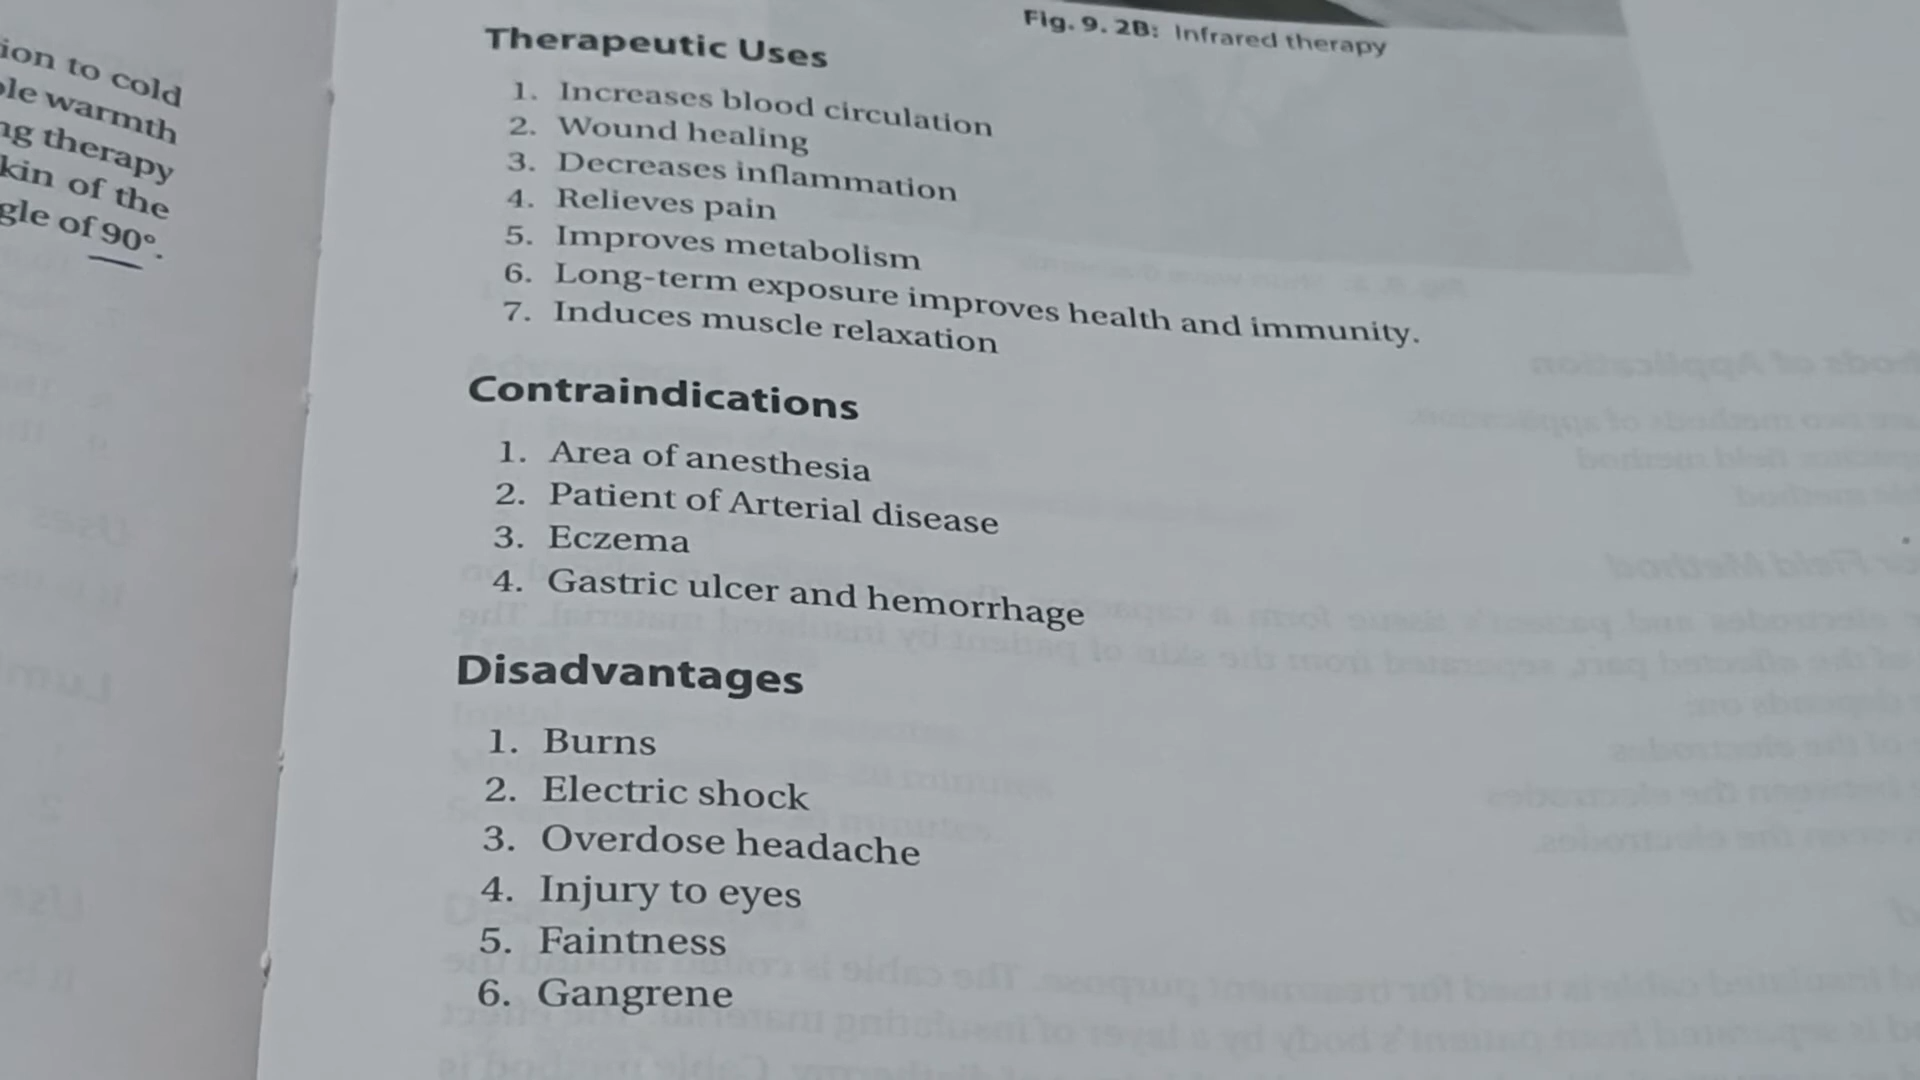 ion to cold
le warmth
ng therapy
kin of the
gle of 90°.
Fig. 9. 2B: Infrared therapy
Therapeutic Uses
1. Increases blood circulation
2. Wound healing
3. Decreases inflammation
4. Relieves pain
5. Improves metabolism
6. Long-term exposure improves health and immunity.
7. Induces muscle relaxation
Contraindications
1. Area of anesthesia
2. Patient of Arterial disease
3. Eczema
4. Gastric ulcer and hemorrhage
Disadvantages
1. Burns
2. Electric shock
3. Overdose headache
4. Injury to eyes
5. Faintness
6. Gangrene